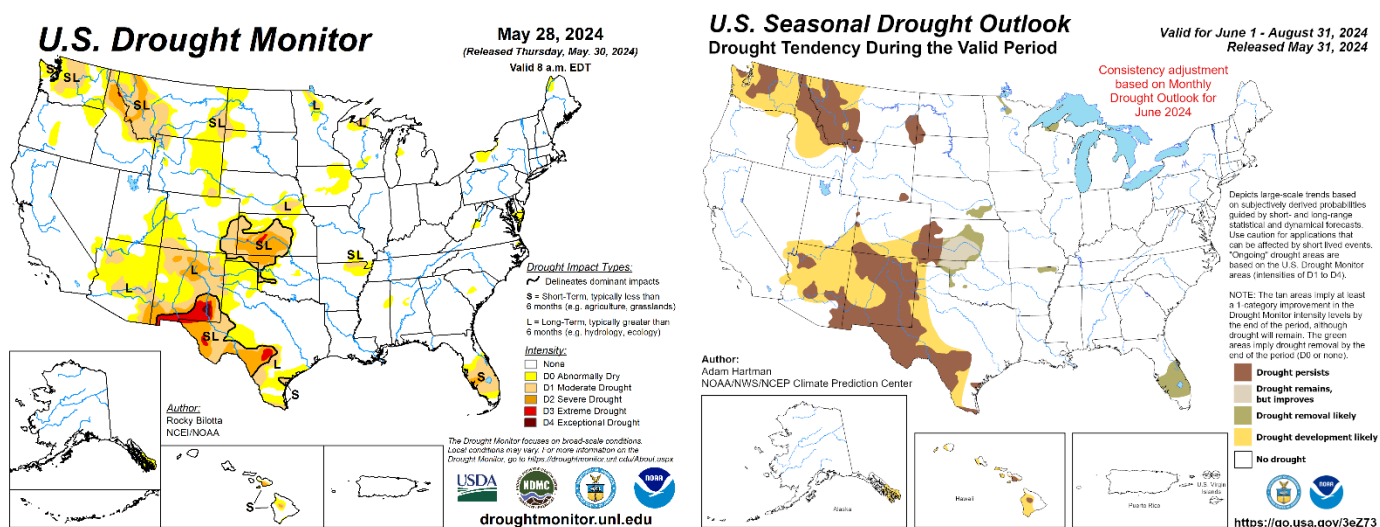 U.S. Drought Monitor
May 28, 2024
(Released Thursday, May. 30, 2024)
Valid 8 a.m. EDT
S
SL
SL
SL
L
L
L
SL
L
L
SL
SL
L
S
S
Drought Impact Types:
Delineates dominant impacts
S = Short-Term, typically less than
6 months (e.g. agriculture, grasslands)
L = Long-Term, typically greater than
6 months (e.g. hydrology, ecology)
Intensity:
None
D0 Abnormally Dry
D1 Moderate Drought
D2 Severe Drought
D3 Extreme Drought
D4 Exceptional Drought
Author:
Rocky Bilotta
NCEI/NOAA
S
The Drought Monitor focuses on broad-scale conditions.
Local conditions may vary. For more information on the
Drought Monitor, go to https://droughtmonitor.unl.edu/About.aspx
USDA
NDMC
NOAA
droughtmonitor.unl.edu
U.S. Seasonal Drought Outlook
Drought Tendency During the Valid Period
Valid for June 1 - August 31, 2024
Released May 31, 2024
Consistency adjustment
based on Monthly
Drought Outlook for
June 2024
Depicts large-scale trends based
on subjectively derived probabilities
guided by short- and long-range
statistical and dynamical forecasts.
Use caution for applications that
can be affected by short lived events.
"Ongoing" drought areas are
based on the U.S. Drought Monitor
areas (intensities of D1 to D4).
NOTE: The tan areas imply at least
a 1-category improvement in the
Drought Monitor intensity levels by
the end of the period, although
drought will remain. The green
areas imply drought removal by the
end of the period (D0 or none).
Author:
Adam Hartman
NOAA/NWS/NCEP Climate Prediction Center
Drought persists
Drought remains,
but improves
Drought removal likely
Drought development likely
No drought
Alaska
Hawaii
Puerto Rico
U.S. Virgin
Islands
NOAA
https://go.usa.gov/3eZ73